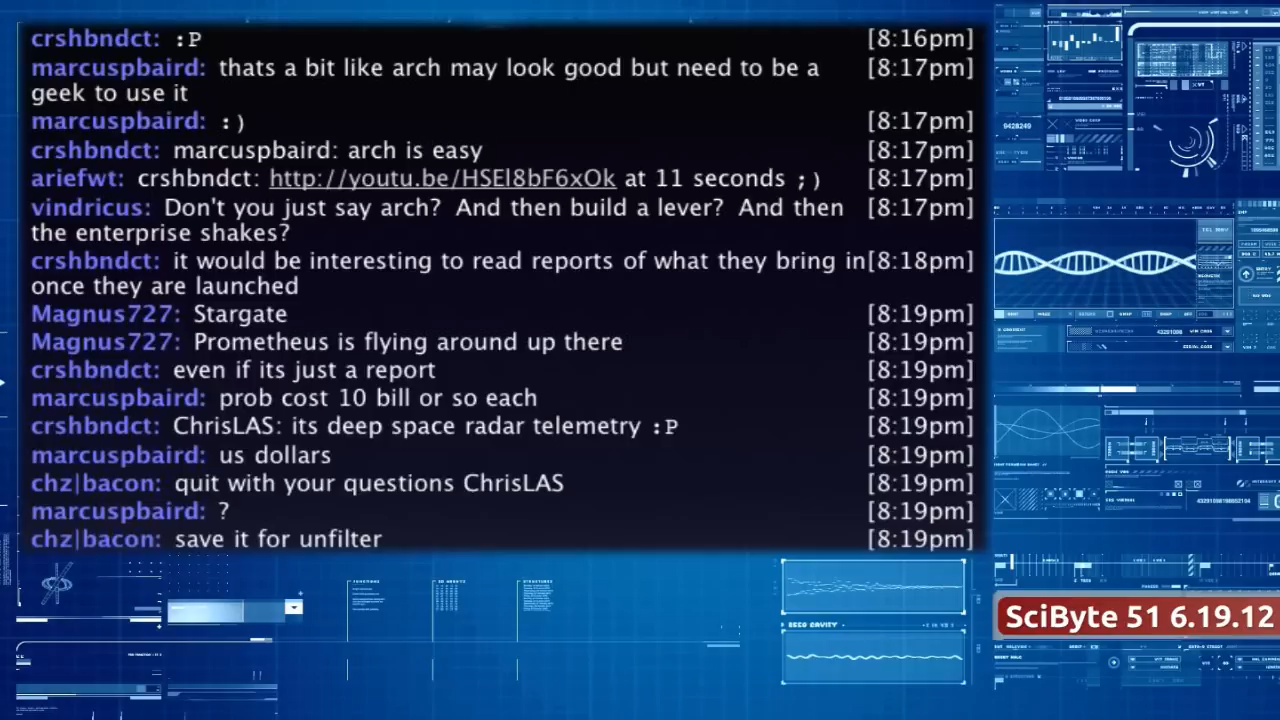 crshbndct: :P [8:16pm]
marcuspbaird: thats a bit like arch may look good but need to be a [8:17pm]
geek to use it
marcuspbaird: :) [8:17pm]
crshbndct: marcuspbaird: arch is easy [8:17pm]
ariefwt: crshbndct: http://youtu.be/HSEl8bF6xOk at 11 seconds ;) [8:17pm]
vindricus: Don't you just say arch?  And then build a lever?  And then [8:17pm]
the enterprise shakes?
crshbndct: it would be interesting to read reports of what they bring in [8:18pm]
once they are launched
Magnus727: Stargate [8:19pm]
Magnus727: Prometheus is flying around up there [8:19pm]
crshbndct: even if its just a report [8:19pm]
marcuspbaird: prob cost 10 bill or so each [8:19pm]
crshbndct: ChrisLAS: its deep space radar telemetry :P [8:19pm]
marcuspbaird: us dollars [8:19pm]
chz|bacon: quit with your questions ChrisLAS [8:19pm]
marcuspbaird: ? [8:19pm]
chz|bacon: save it for unfilter [8:19pm]
9428249
SciByte 51 6.19.12